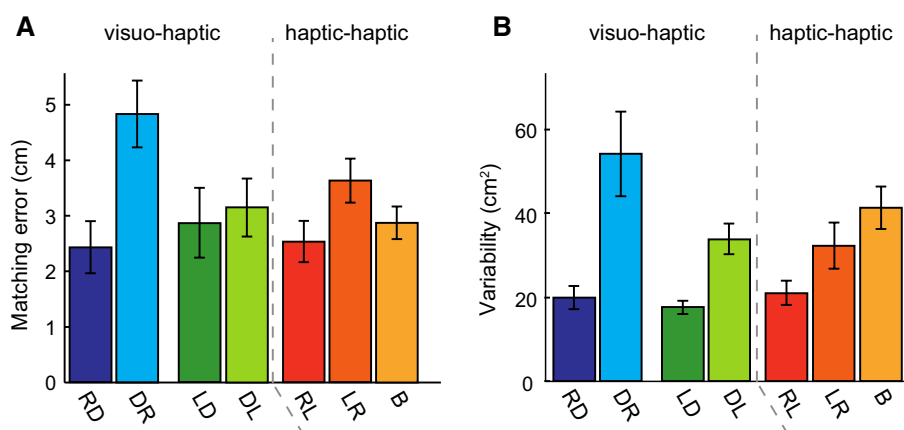 A
visuo-haptic
haptic-haptic
Matching error (cm)
5
4
3
2
1
0
RD DR LD DL RL LR B
B
visuo-haptic
haptic-haptic
Variability (cm²)
60
40
20
0
RD DR LD DL RL LR B